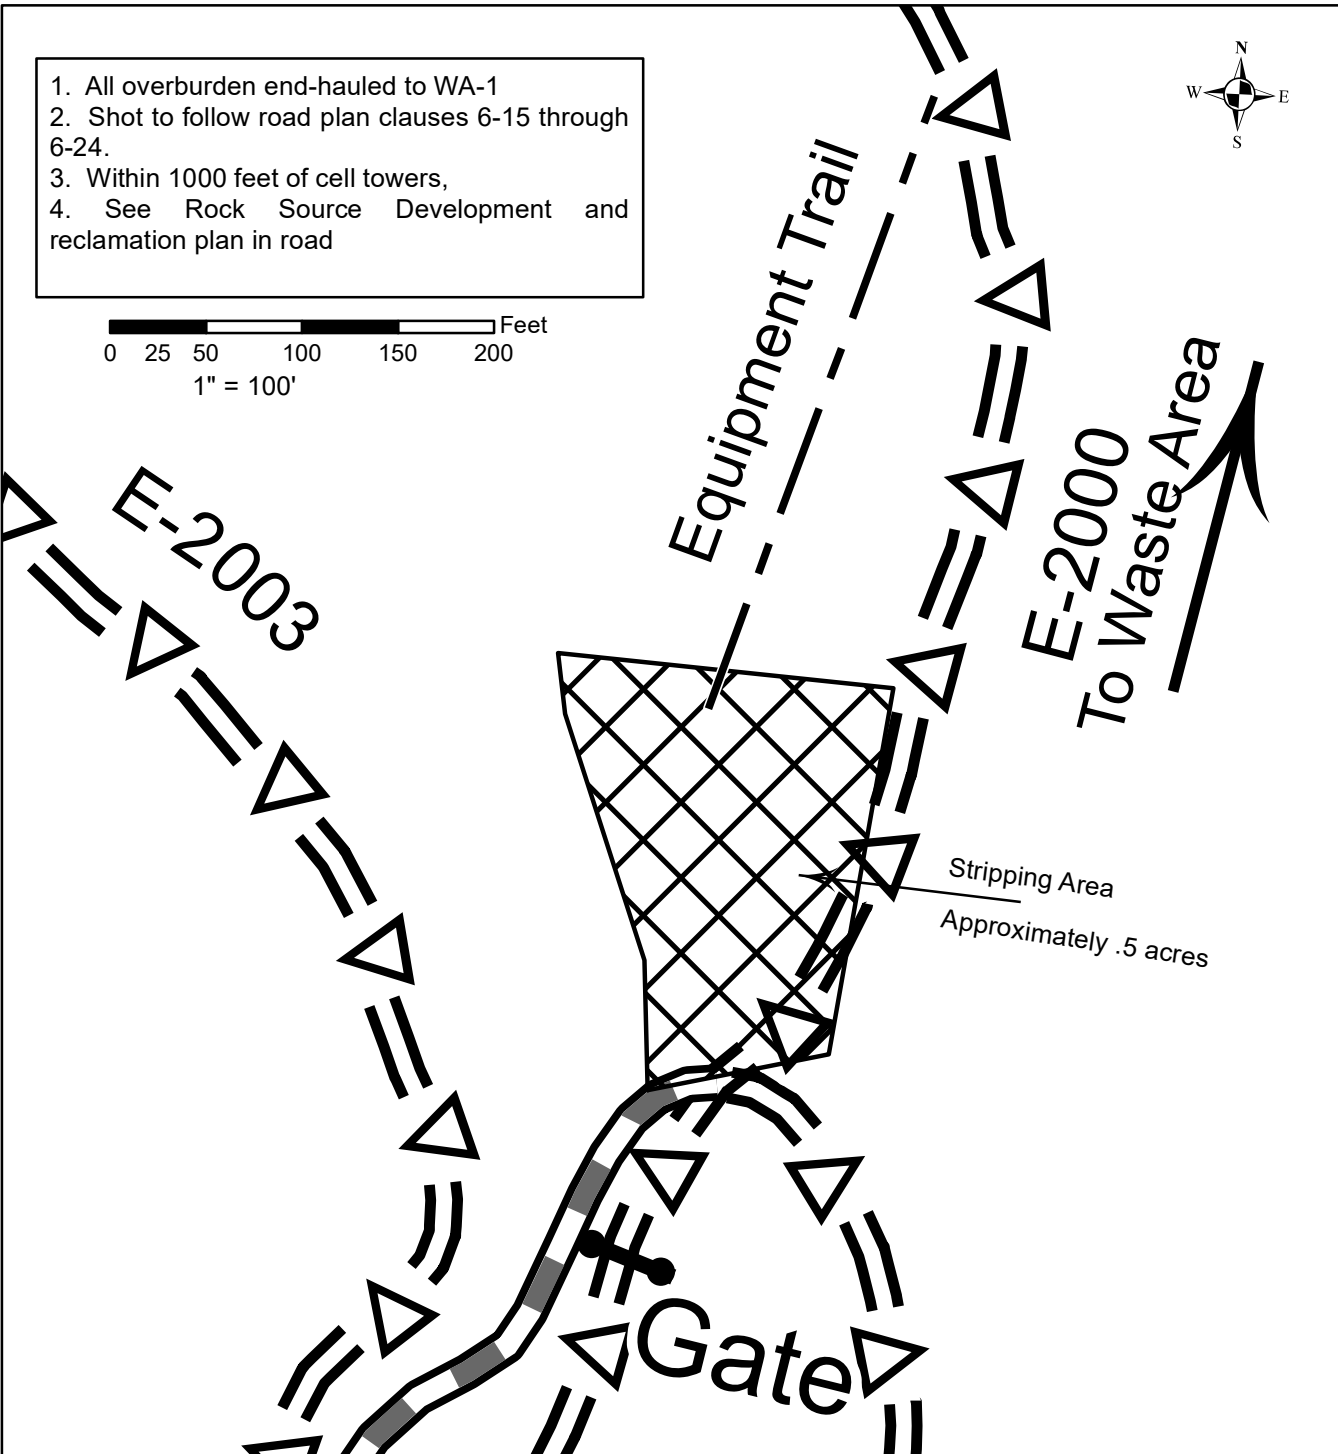 1. All overburden end-hauled to WA-1
2. Shot to follow road plan clauses 6-15 through
6-24.
3. Within 1000 feet of cell towers,
4. See Rock Source Development and
reclamation plan in road
N
W E
S
Feet
0 25 50 100 150 200
1" = 100'
Equipment Trail
E-2003
E-2000
To Waste Area
Stripping Area
Approximately .5 acres
Gate